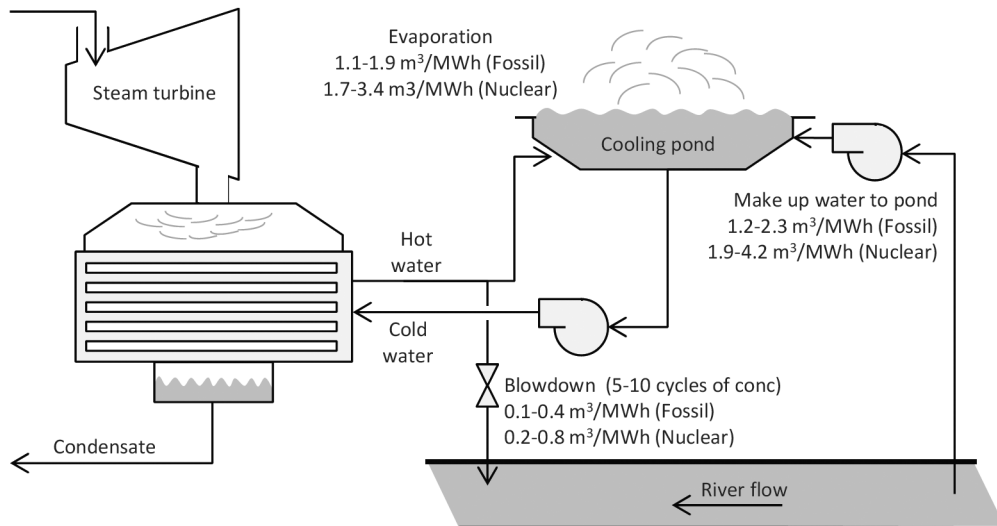 Evaporation
1.1-1.9 m³/MWh (Fossil)
1.7-3.4 m3/MWh (Nuclear)
Steam turbine
Cooling pond
Make up water to pond
1.2-2.3 m³/MWh (Fossil)
1.9-4.2 m³/MWh (Nuclear)
Hot
water
Cold
water
Blowdown (5-10 cycles of conc)
0.1-0.4 m³/MWh (Fossil)
0.2-0.8 m³/MWh (Nuclear)
Condensate
River flow